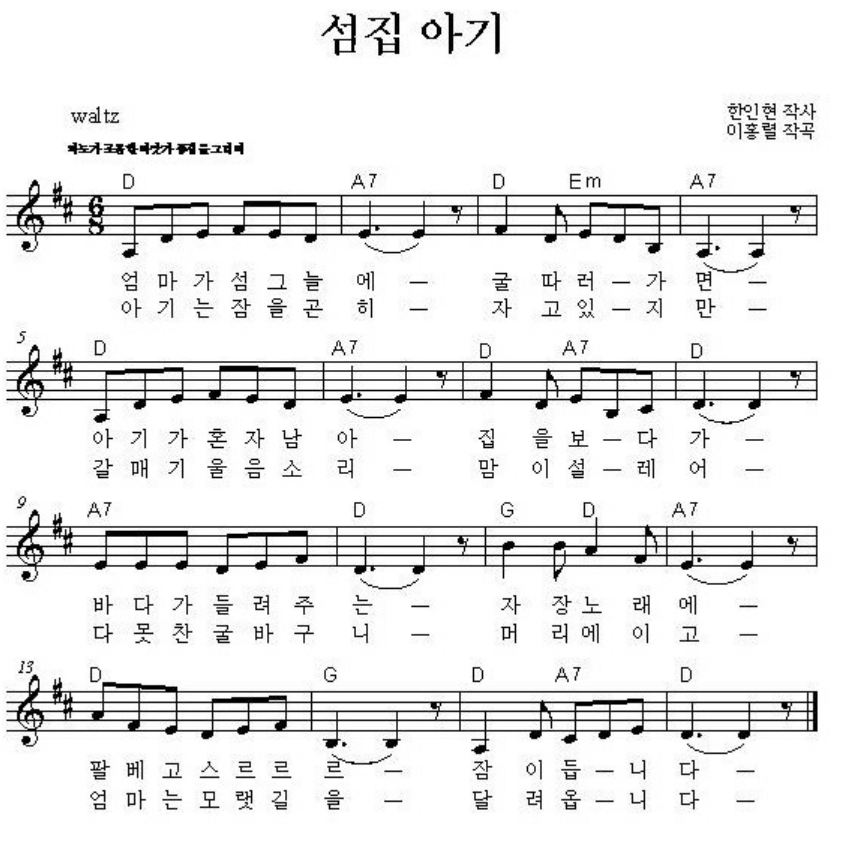 섬집 아기
waltz
한인현 작사
이흥렬 작곡
D A7 D Em A7
6
8
엄 마 가 섬 그 늘 에 — 굴 따 러 — 가 면 —
아 기 는 잠 을 곤 히 — 자 고 있 — 지 만 —
5
D A7 D A7 D
아 기 가 혼 자 남 아 — 집 을 보 — 다 가 —
갈 매 기 울 음 소 리 — 맘 이 설 — 레 어 —
9
A7 D G D A7
바 다 가 들 려 주 는 — 자 장 노 래 에 —
다 못 찬 굴 바 구 니 — 머 리 에 이 고 —
13
D G D A7 D
팔 베 고 스 르 르 르 — 잠 이 듭 — 니 다 —
엄 마 는 모 랫 길 을 — 달 려 옵 — 니 다 —